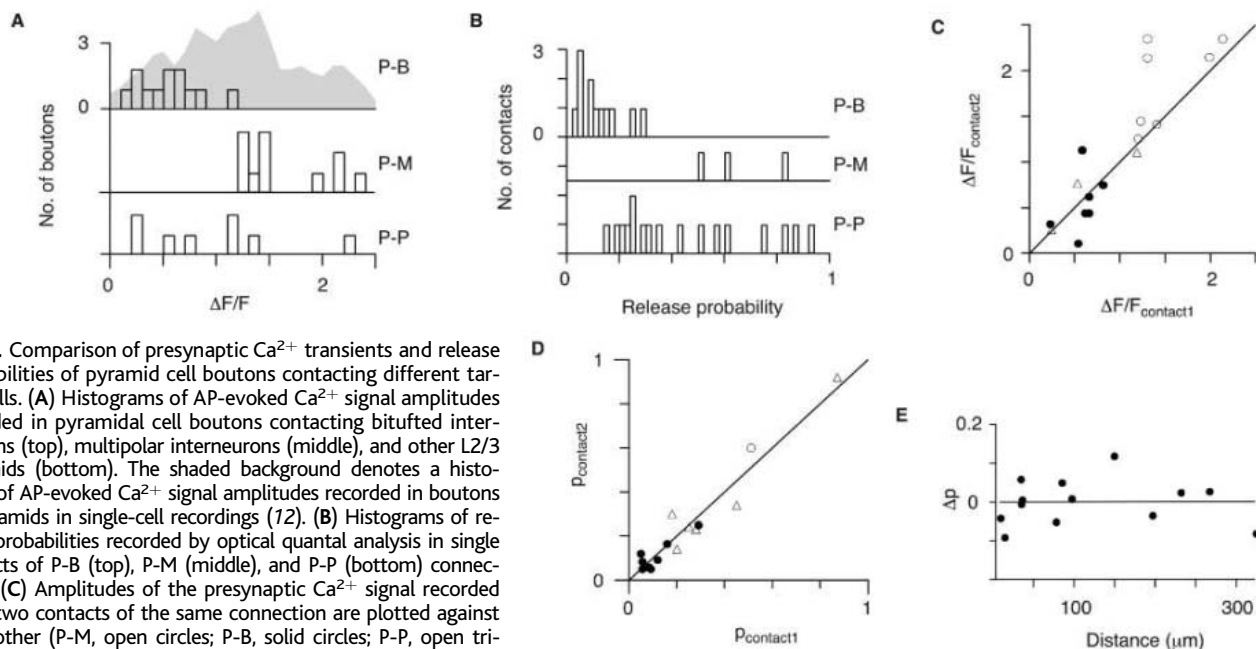 A
3
0
No. of boutons
P-B
P-M
P-P
0
2
ΔF/F
B
3
0
No. of contacts
P-B
P-M
P-P
0
1
Release probability
C
2
0
ΔF/Fcontact2
0
2
ΔF/Fcontact1
. Comparison of presynaptic Ca²⁺ transients and release
bilities of pyramid cell boutons contacting different tar-
lls. (A) Histograms of AP-evoked Ca²⁺ signal amplitudes
ded in pyramidal cell boutons contacting bitufted inter-
ns (top), multipolar interneurons (middle), and other L2/3
ids (bottom). The shaded background denotes a histo-
of AP-evoked Ca²⁺ signal amplitudes recorded in boutons
amids in single-cell recordings (12). (B) Histograms of re-
probabilities recorded by optical quantal analysis in single
cts of P-B (top), P-M (middle), and P-P (bottom) connec-
(C) Amplitudes of the presynaptic Ca²⁺ signal recorded
two contacts of the same connection are plotted against
other (P-M, open circles; P-B, solid circles; P-P, open tri-
D
1
0
pcontact2
0
1
pcontact1
E
0.2
0
Δp
100
300
Distance (μm)